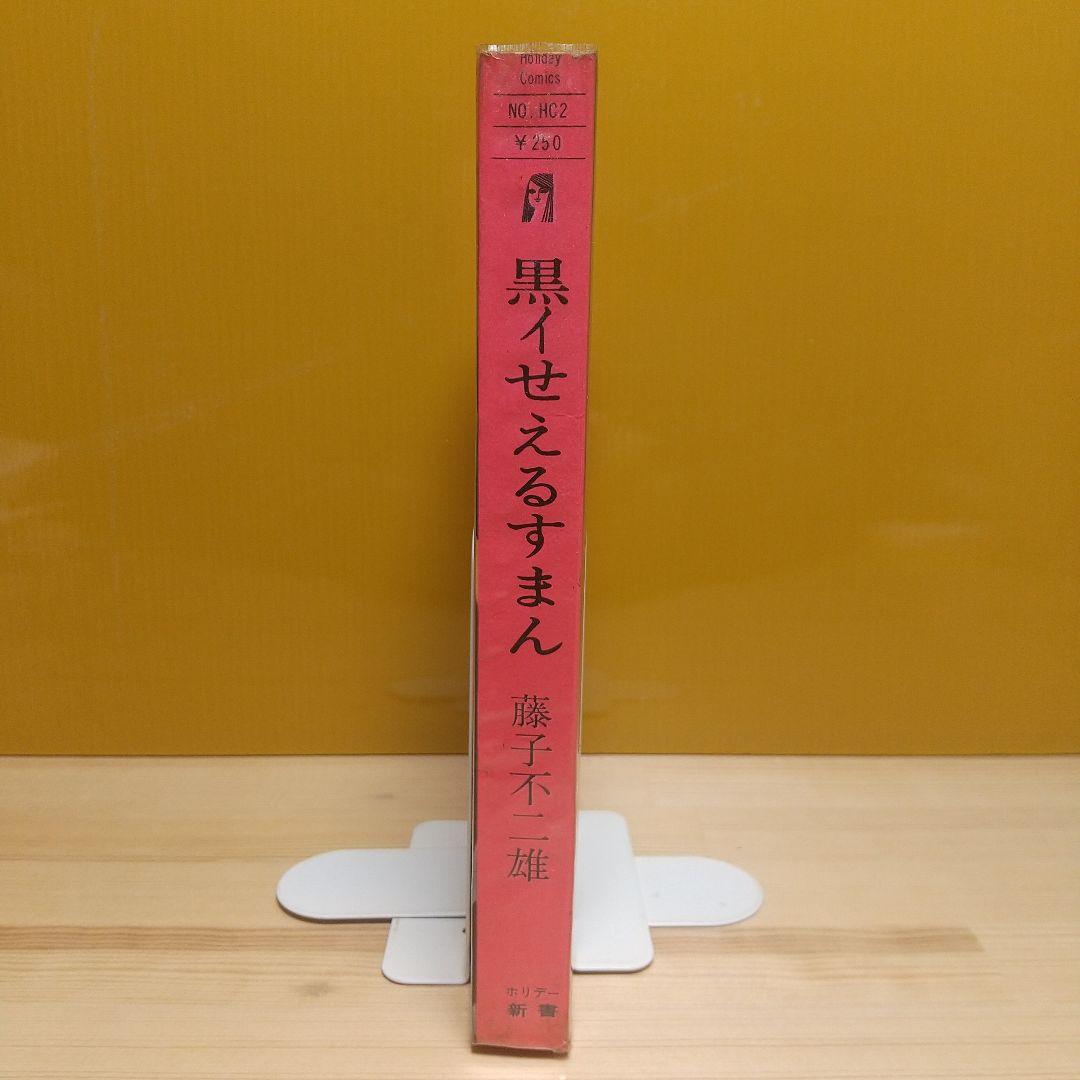 Holiday
Comics
NO. HC2
¥250
黒イせえるすまん
藤子不二雄
ホリデー
新書